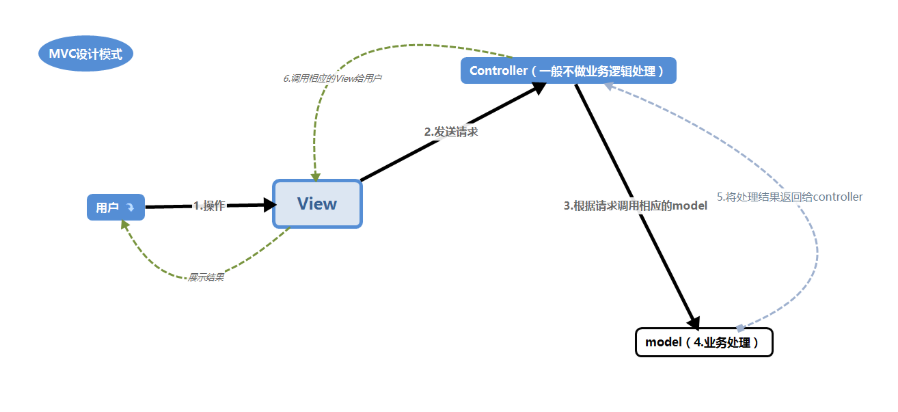 MVC设计模式
6.调用相应的View给用户
Controller（一般不做业务逻辑处理）
2.发送请求
用户
1.操作
View
3.根据请求调用相应的model
5.将处理结果返回给controller
展示结果
model（4.业务处理）